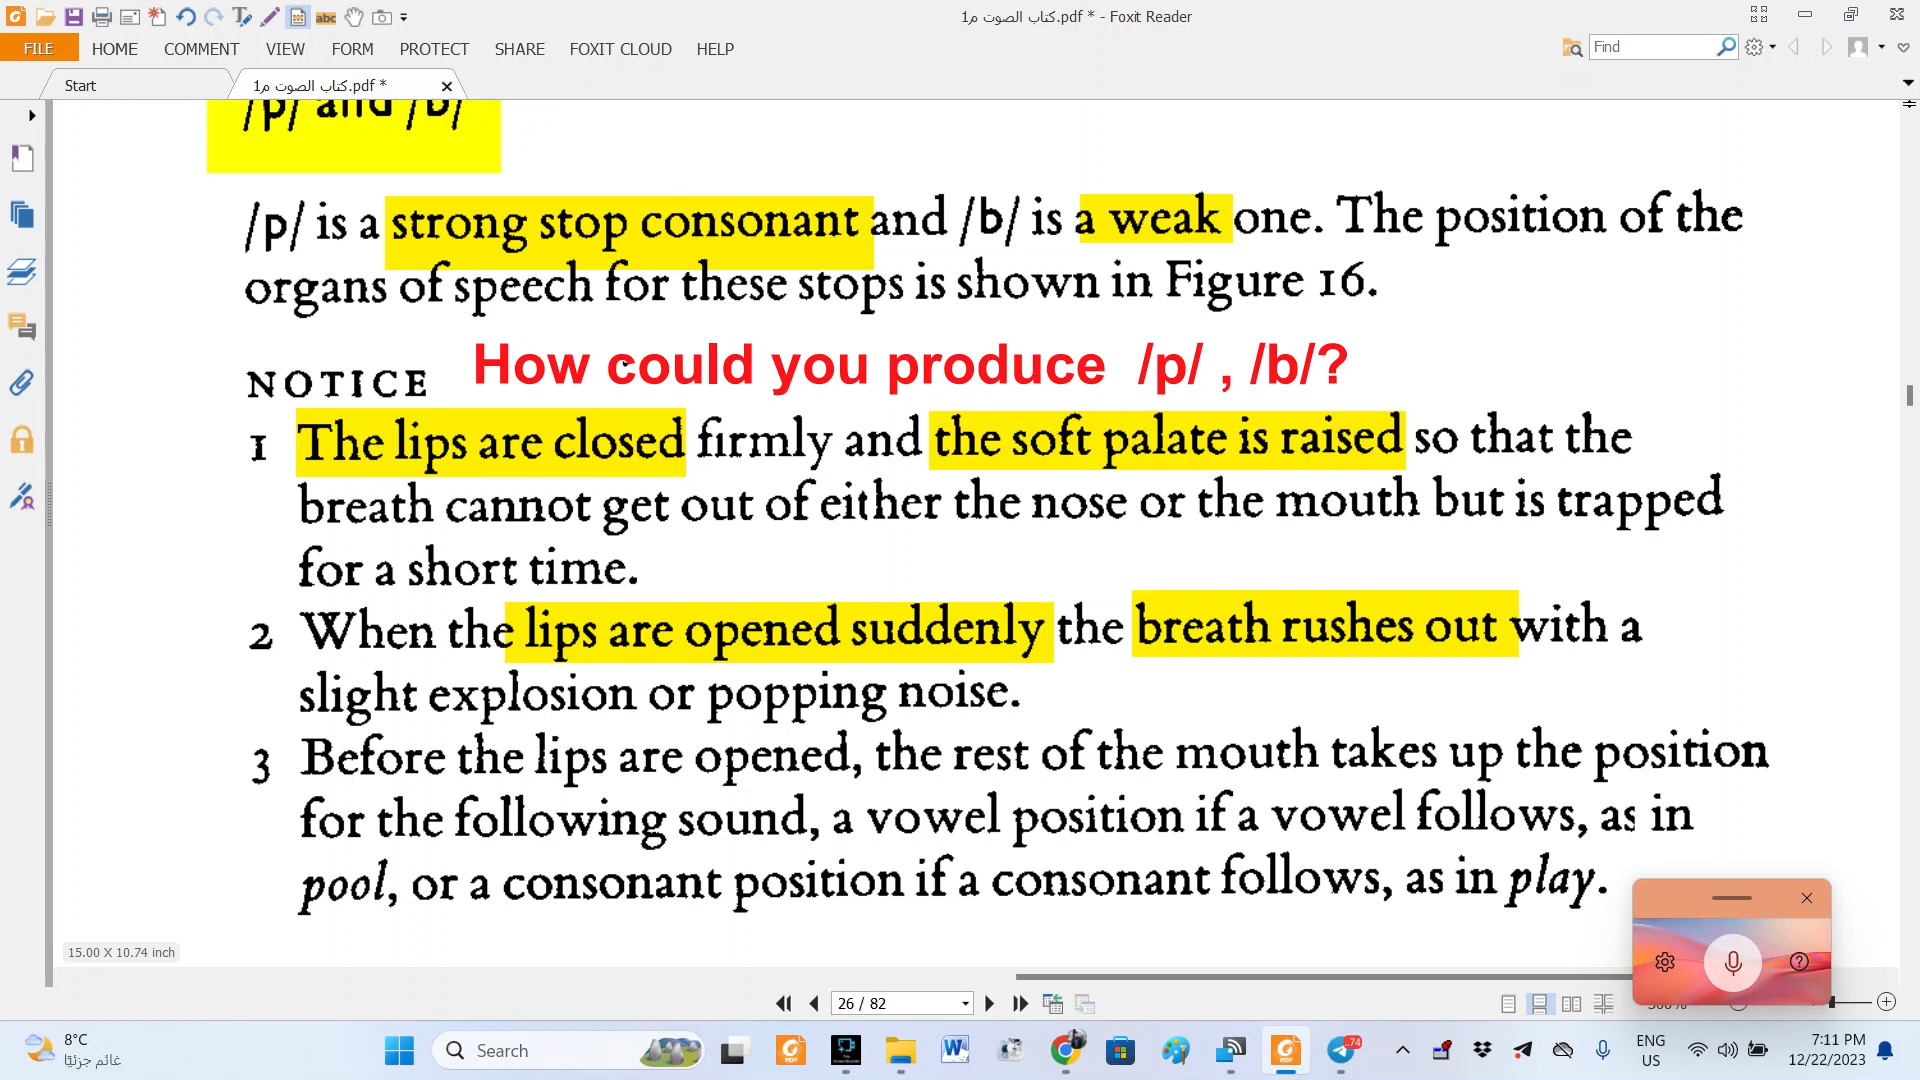 كتاب الصوت م1.pdf * - Foxit Reader
FILE HOME COMMENT VIEW FORM PROTECT SHARE FOXIT CLOUD HELP
Find
Start
كتاب الصوت م1.pdf *
/p/ and /b/
/p/ is a strong stop consonant and /b/ is a weak one. The position of the
organs of speech for these stops is shown in Figure 16.
How could you produce /p/ , /b/?
NOTICE
1 The lips are closed firmly and the soft palate is raised so that the
breath cannot get out of either the nose or the mouth but is trapped
for a short time.
2 When the lips are opened suddenly the breath rushes out with a
slight explosion or popping noise.
3 Before the lips are opened, the rest of the mouth takes up the position
for the following sound, a vowel position if a vowel follows, as in
pool, or a consonant position if a consonant follows, as in play.
15.00 X 10.74 inch
26 / 82
8°C
غائم جزئيًا
Search
74
ENG
US
7:11 PM
12/22/2023